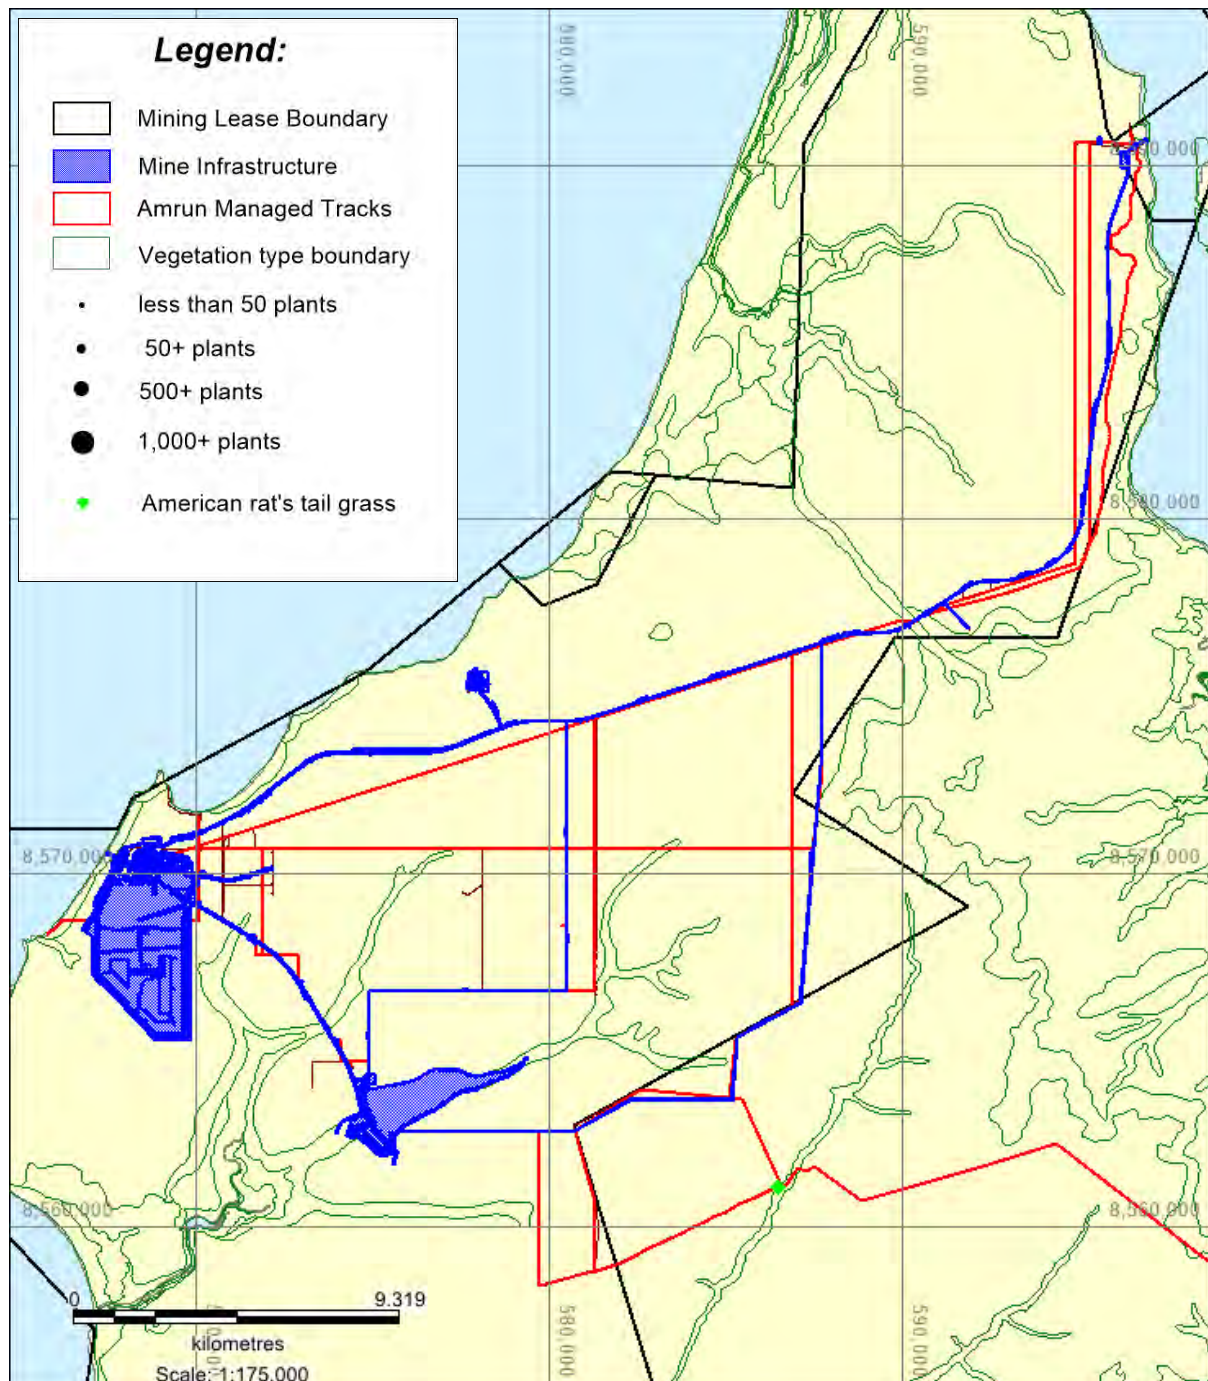 Legend:
Mining Lease Boundary
Mine Infrastructure
Amrun Managed Tracks
Vegetation type boundary
less than 50 plants
50+ plants
500+ plants
1,000+ plants
American rat's tail grass
580,000
590,000
8,580,000
8,570,000
8,570,000
8,560,000
8,560,000
0
9.319
kilometres
Scale: 1:175,000
580,000
590,000